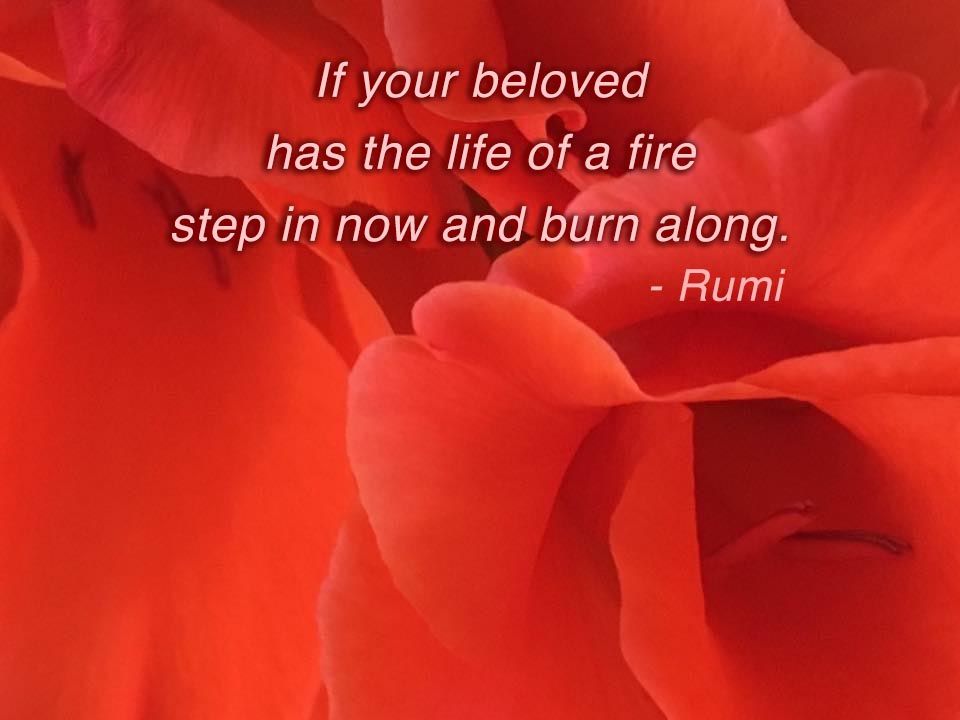 If your beloved
has the life of a fire
step in now and burn along.
- Rumi